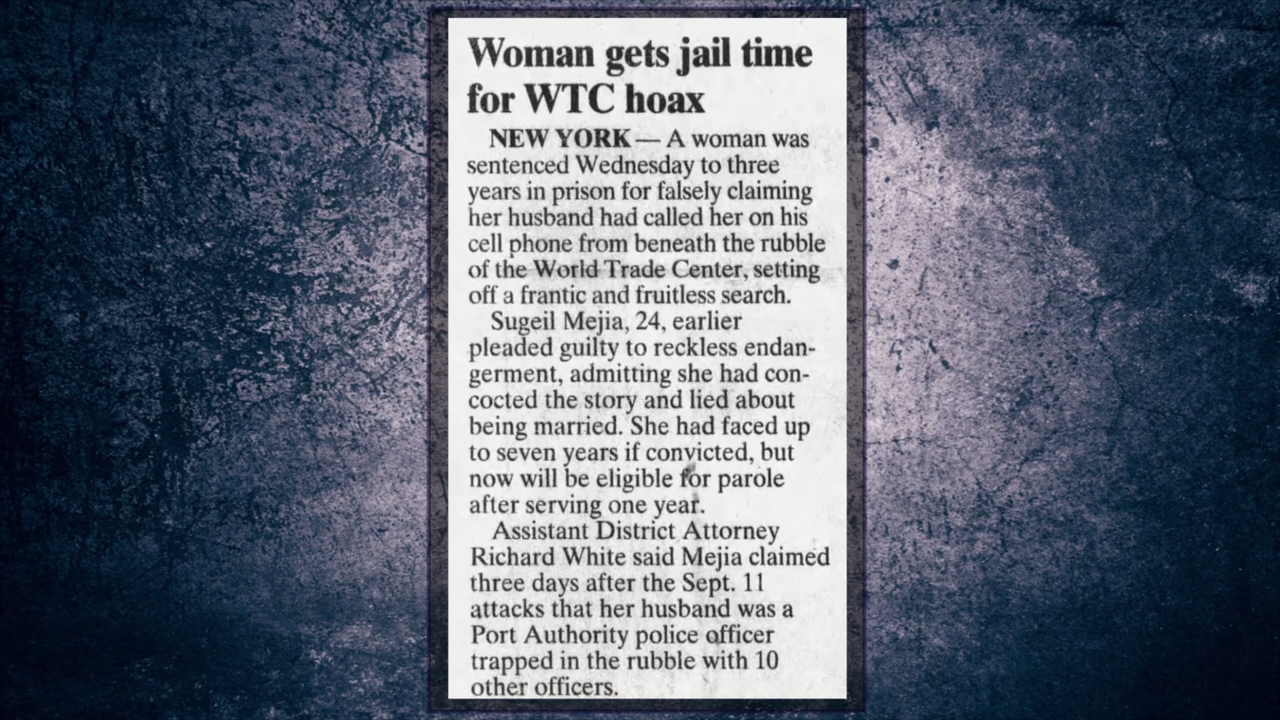 Woman gets jail time
for WTC hoax
NEW YORK — A woman was
sentenced Wednesday to three
years in prison for falsely claiming
her husband had called her on his
cell phone from beneath the rubble
of the World Trade Center, setting
off a frantic and fruitless search.
Sugeil Mejia, 24, earlier
pleaded guilty to reckless endan-
germent, admitting she had con-
cocted the story and lied about
being married. She had faced up
to seven years if convicted, but
now will be eligible for parole
after serving one year.
Assistant District Attorney
Richard White said Mejia claimed
three days after the Sept. 11
attacks that her husband was a
Port Authority police officer
trapped in the rubble with 10
other officers.